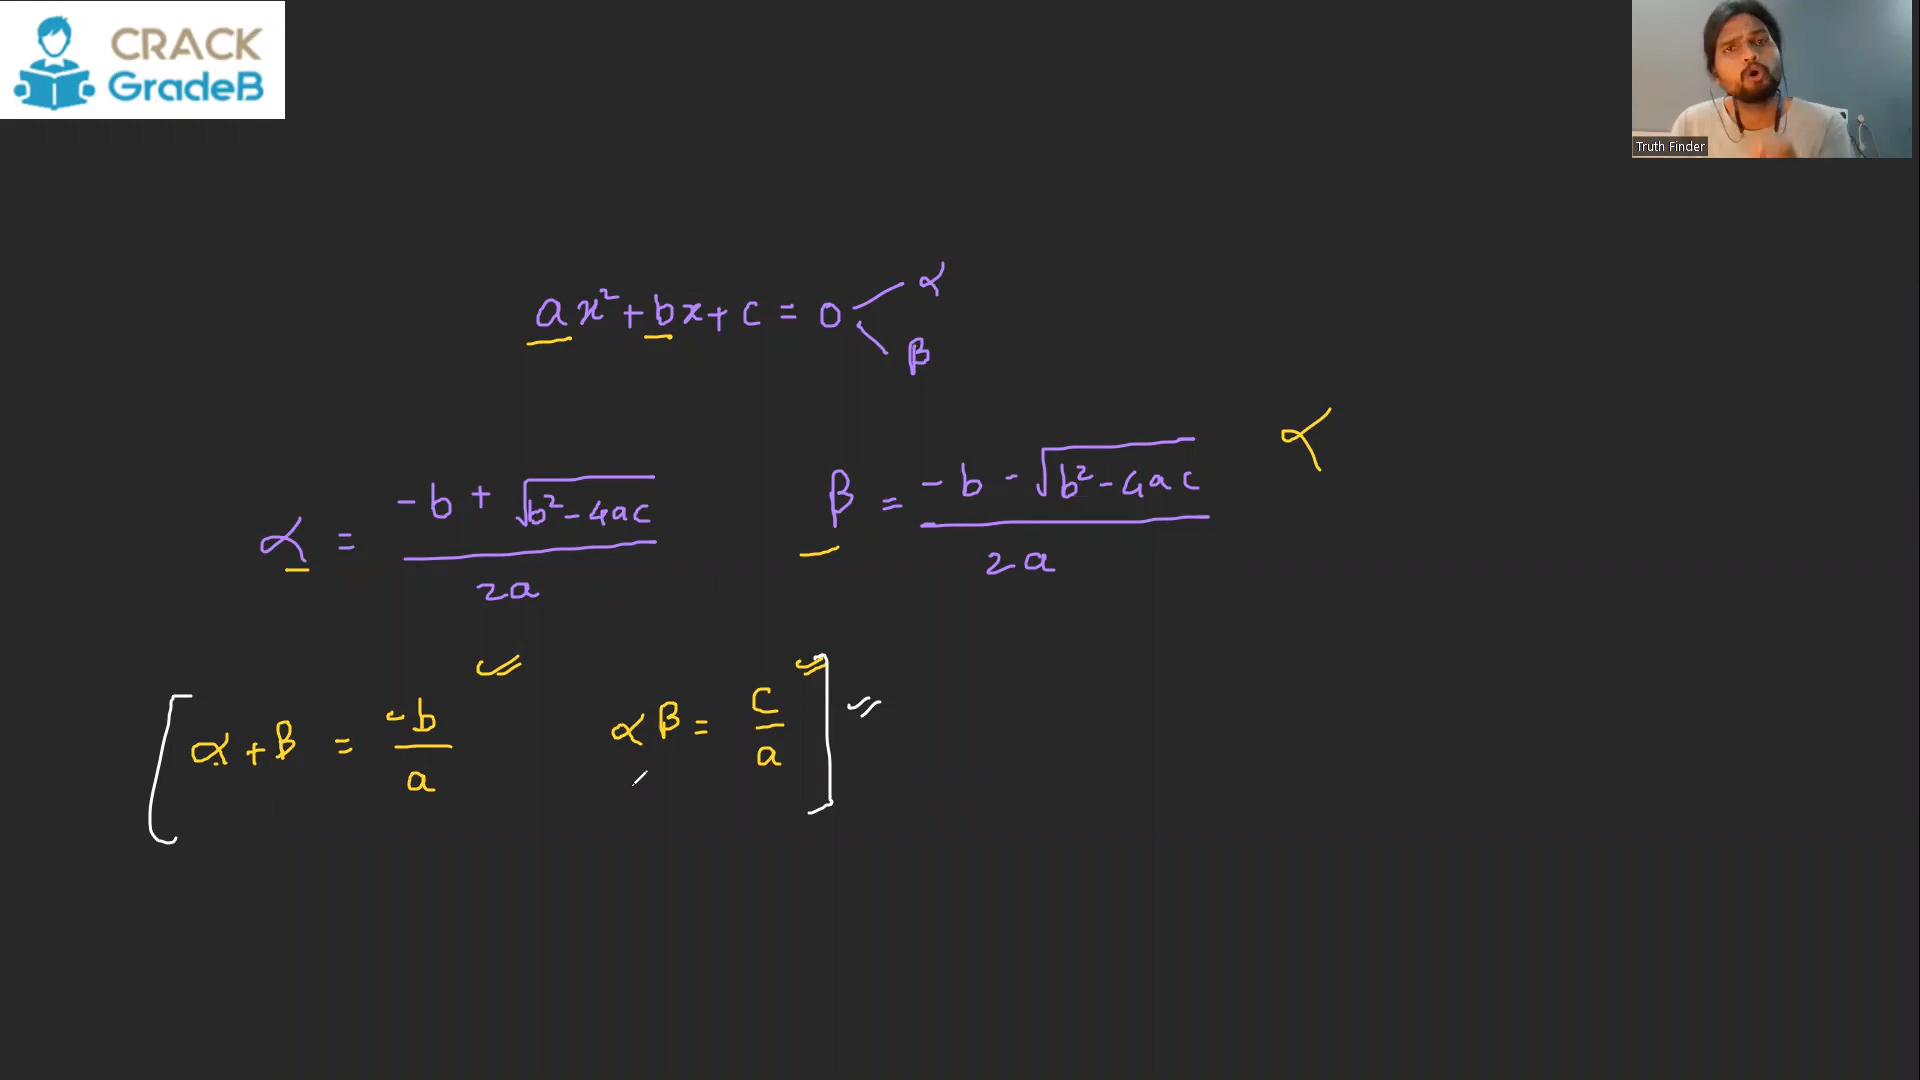 CRACK
GradeB
Truth Finder
ax² + bx + c = 0
α
β
α = (-b + √(b² - 4ac)) / 2a
β = (-b - √(b² - 4ac)) / 2a
α
[α + β = -b/a
αβ = c/a]